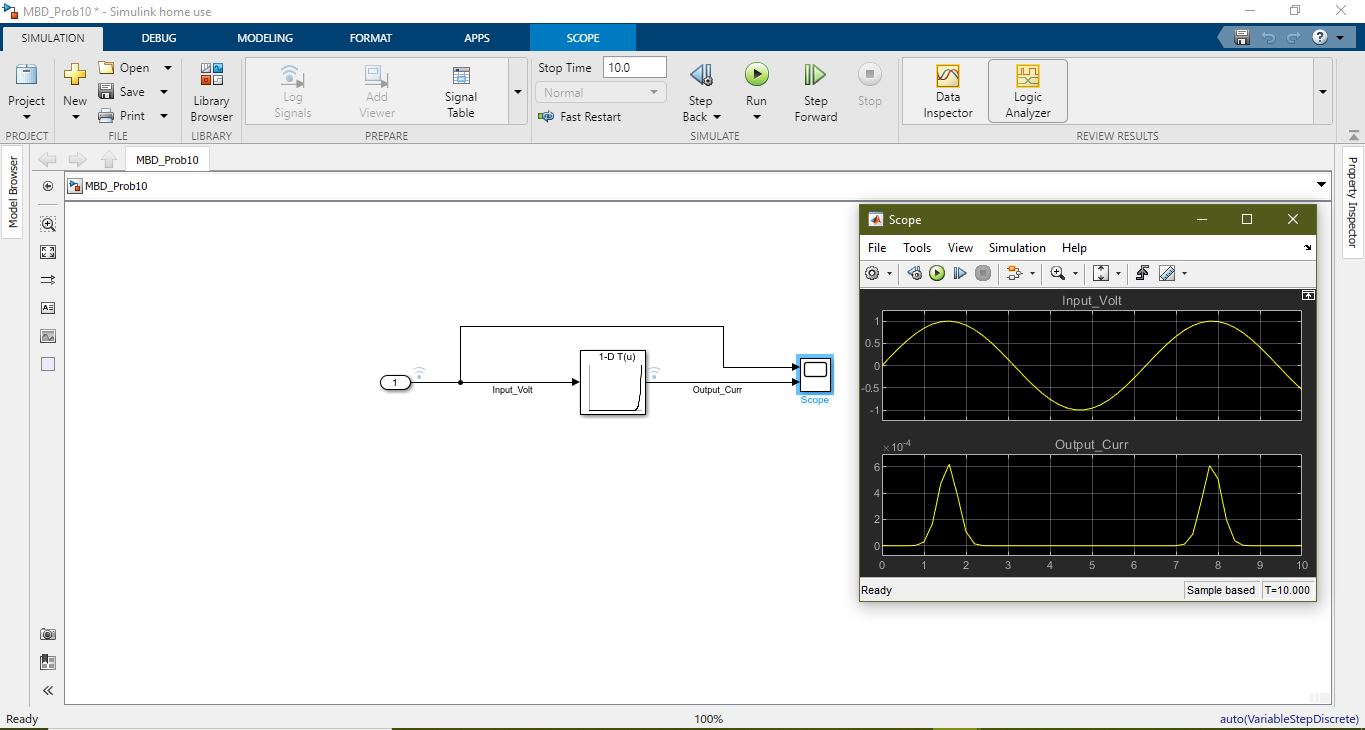 MBD_Prob10 * - Simulink home use
SIMULATION DEBUG MODELING FORMAT APPS SCOPE
Project
New
Open
Save
Print
Library
Browser
Log
Signals
Add
Viewer
Signal
Table
Stop Time 10.0
Normal
Fast Restart
Step
Back
Run
Step
Forward
Stop
Data
Inspector
Logic
Analyzer
PROJECT FILE LIBRARY PREPARE SIMULATE REVIEW RESULTS
Model Browser
MBD_Prob10
MBD_Prob10
Property Inspector
1
Input_Volt
1-D T(u)
Output_Curr
Scope
Scope
File Tools View Simulation Help
Input_Volt
1
0.5
0
-0.5
-1
Output_Curr
×10-4
6
4
2
0
0 1 2 3 4 5 6 7 8 9 10
Ready Sample based T=10.000
Ready 100% auto(VariableStepDiscrete)